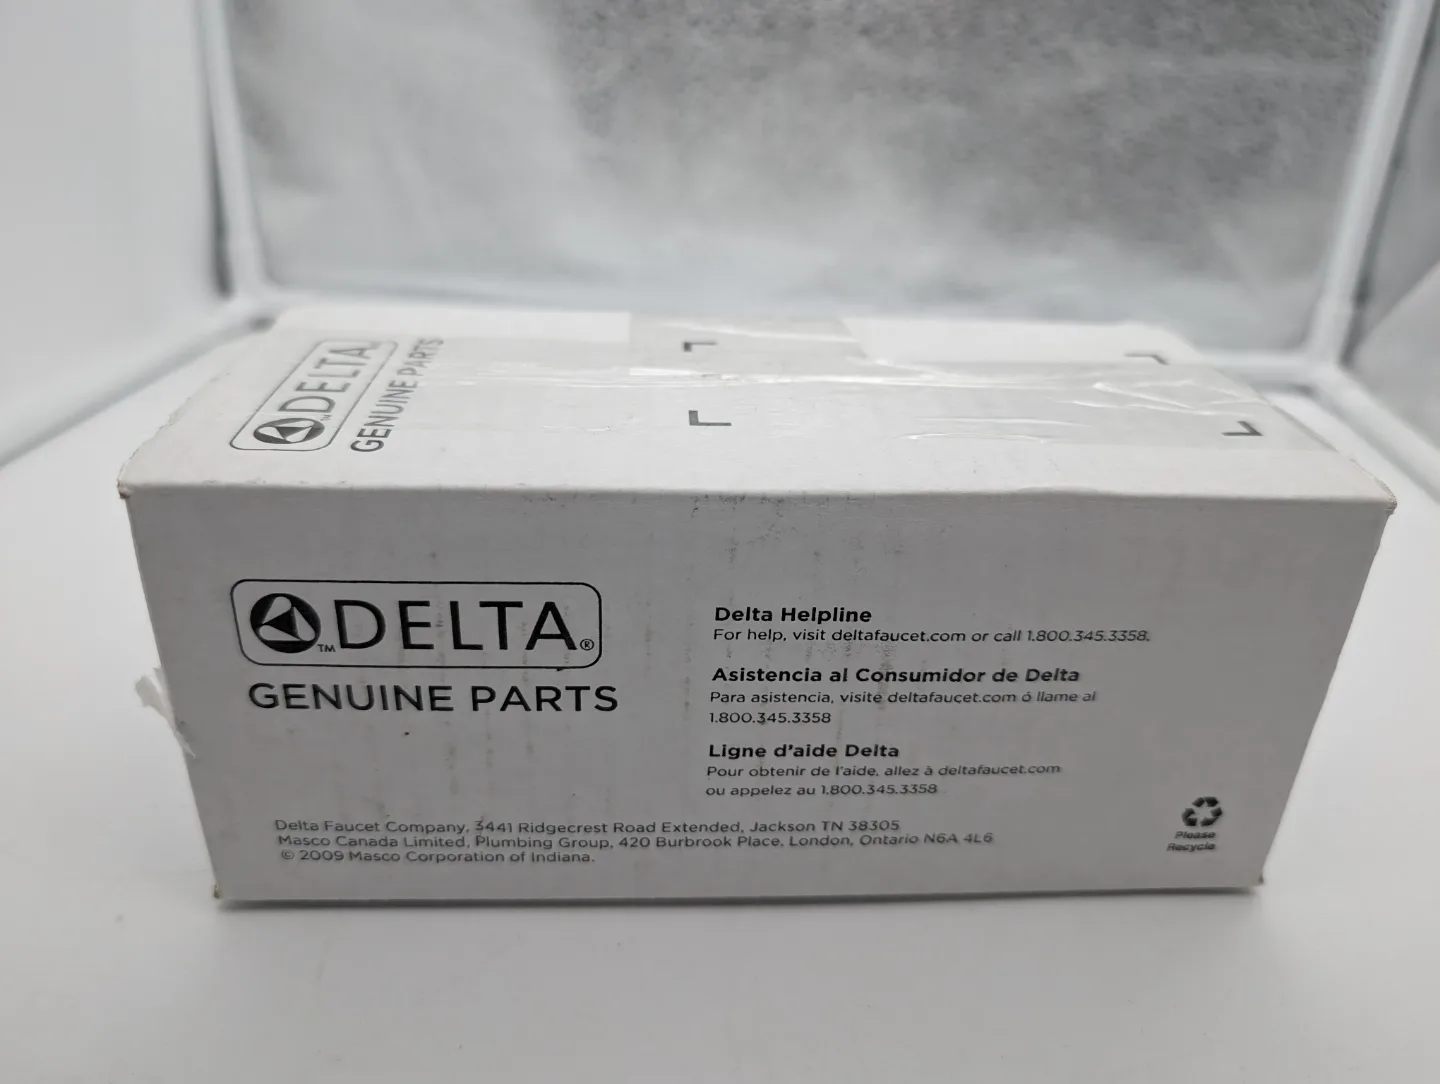 DELTA
GENUINE PARTS
™DELTA®
GENUINE PARTS
Delta Helpline
For help, visit deltafaucet.com or call 1.800.345.3358.
Asistencia al Consumidor de Delta
Para asistencia, visite deltafaucet.com ó llame al
1.800.345.3358
Ligne d'aide Delta
Pour obtenir de l'aide, allez à deltafaucet.com
ou appelez au 1.800.345.3358
Delta Faucet Company, 3441 Ridgecrest Road Extended, Jackson TN 38305
Masco Canada Limited, Plumbing Group, 420 Burbrook Place, London, Ontario N6A 4L6
© 2009 Masco Corporation of Indiana.
Please
Recycle